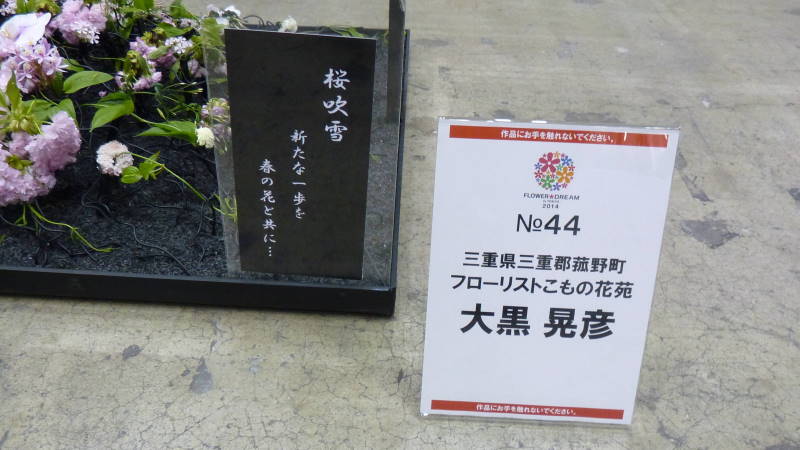 桜吹雪
新たな一歩を
春の花と共に…
作品にお手を触れないでください。
FLOWER★DREAM
2014
№44
三重県三重郡菰野町
フローリストこもの花苑
大黒 晃彦
作品にお手を触れないでください。